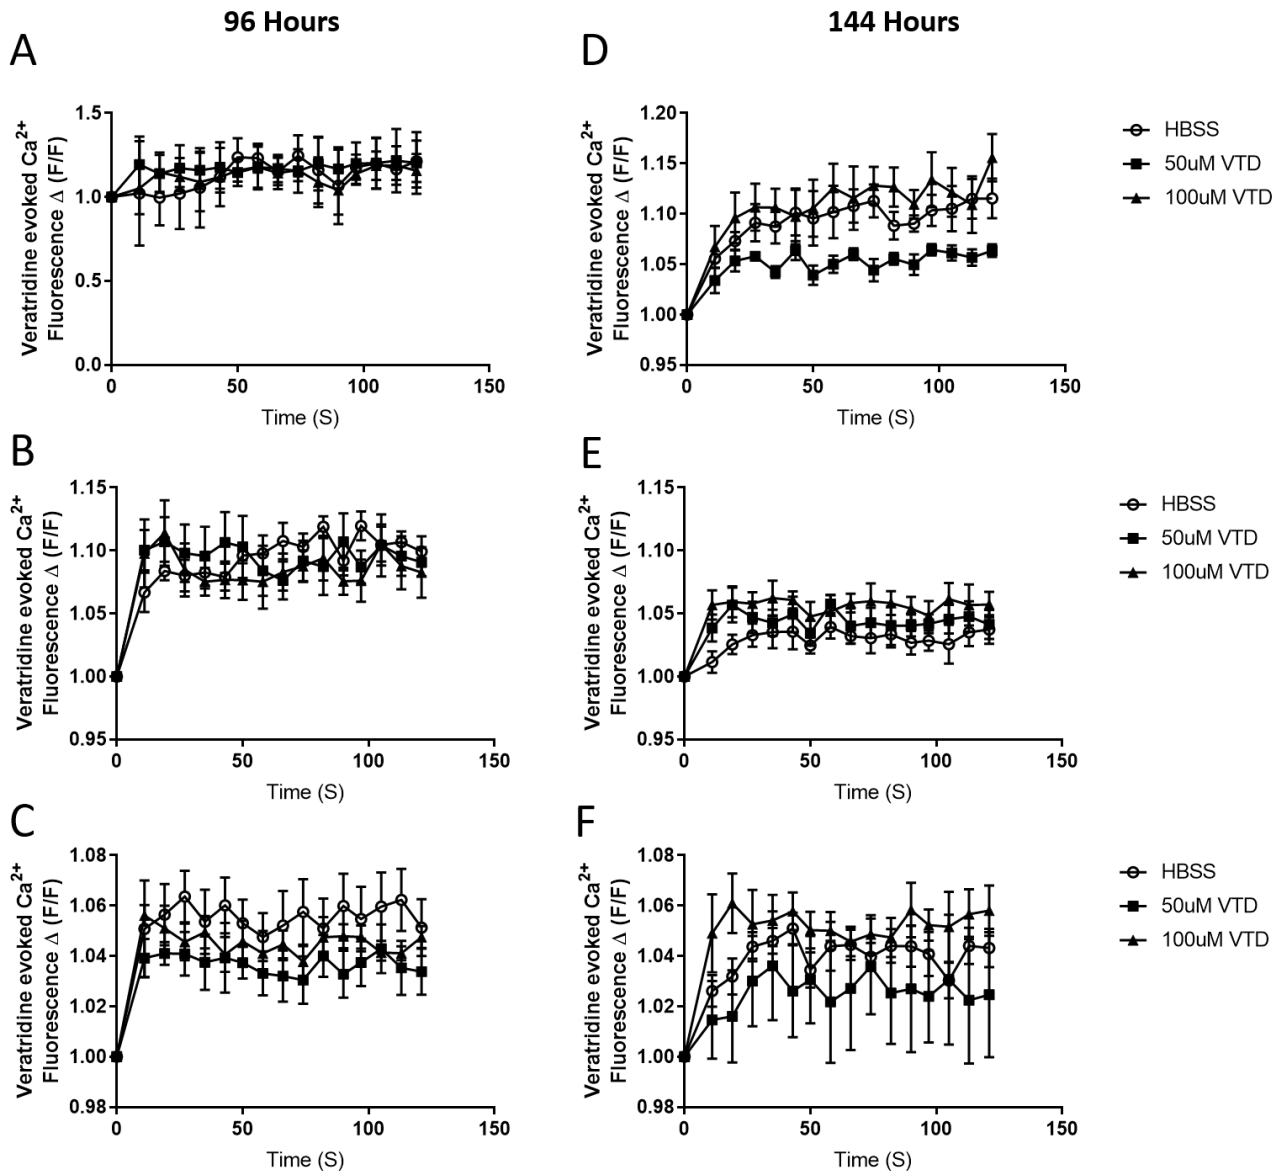 96 Hours
144 Hours
A
Veratridine evoked Ca2+
Fluorescence Δ (F/F)
1.5
1.0
0.5
0.0
0
50
100
150
Time (S)
D
Veratridine evoked Ca2+
Fluorescence Δ (F/F)
1.20
1.15
1.10
1.05
1.00
0.95
0
50
100
150
Time (S)
HBSS
50uM VTD
100uM VTD
B
Veratridine evoked Ca2+
Fluorescence Δ (F/F)
1.15
1.10
1.05
1.00
0.95
0
50
100
150
Time (S)
E
Veratridine evoked Ca2+
Fluorescence Δ (F/F)
1.15
1.10
1.05
1.00
0.95
0
50
100
150
Time (S)
HBSS
50uM VTD
100uM VTD
C
Veratridine evoked Ca2+
Fluorescence Δ (F/F)
1.08
1.06
1.04
1.02
1.00
0.98
0
50
100
150
Time (S)
F
Veratridine evoked Ca2+
Fluorescence Δ (F/F)
1.08
1.06
1.04
1.02
1.00
0.98
0
50
100
150
Time (S)
HBSS
50uM VTD
100uM VTD